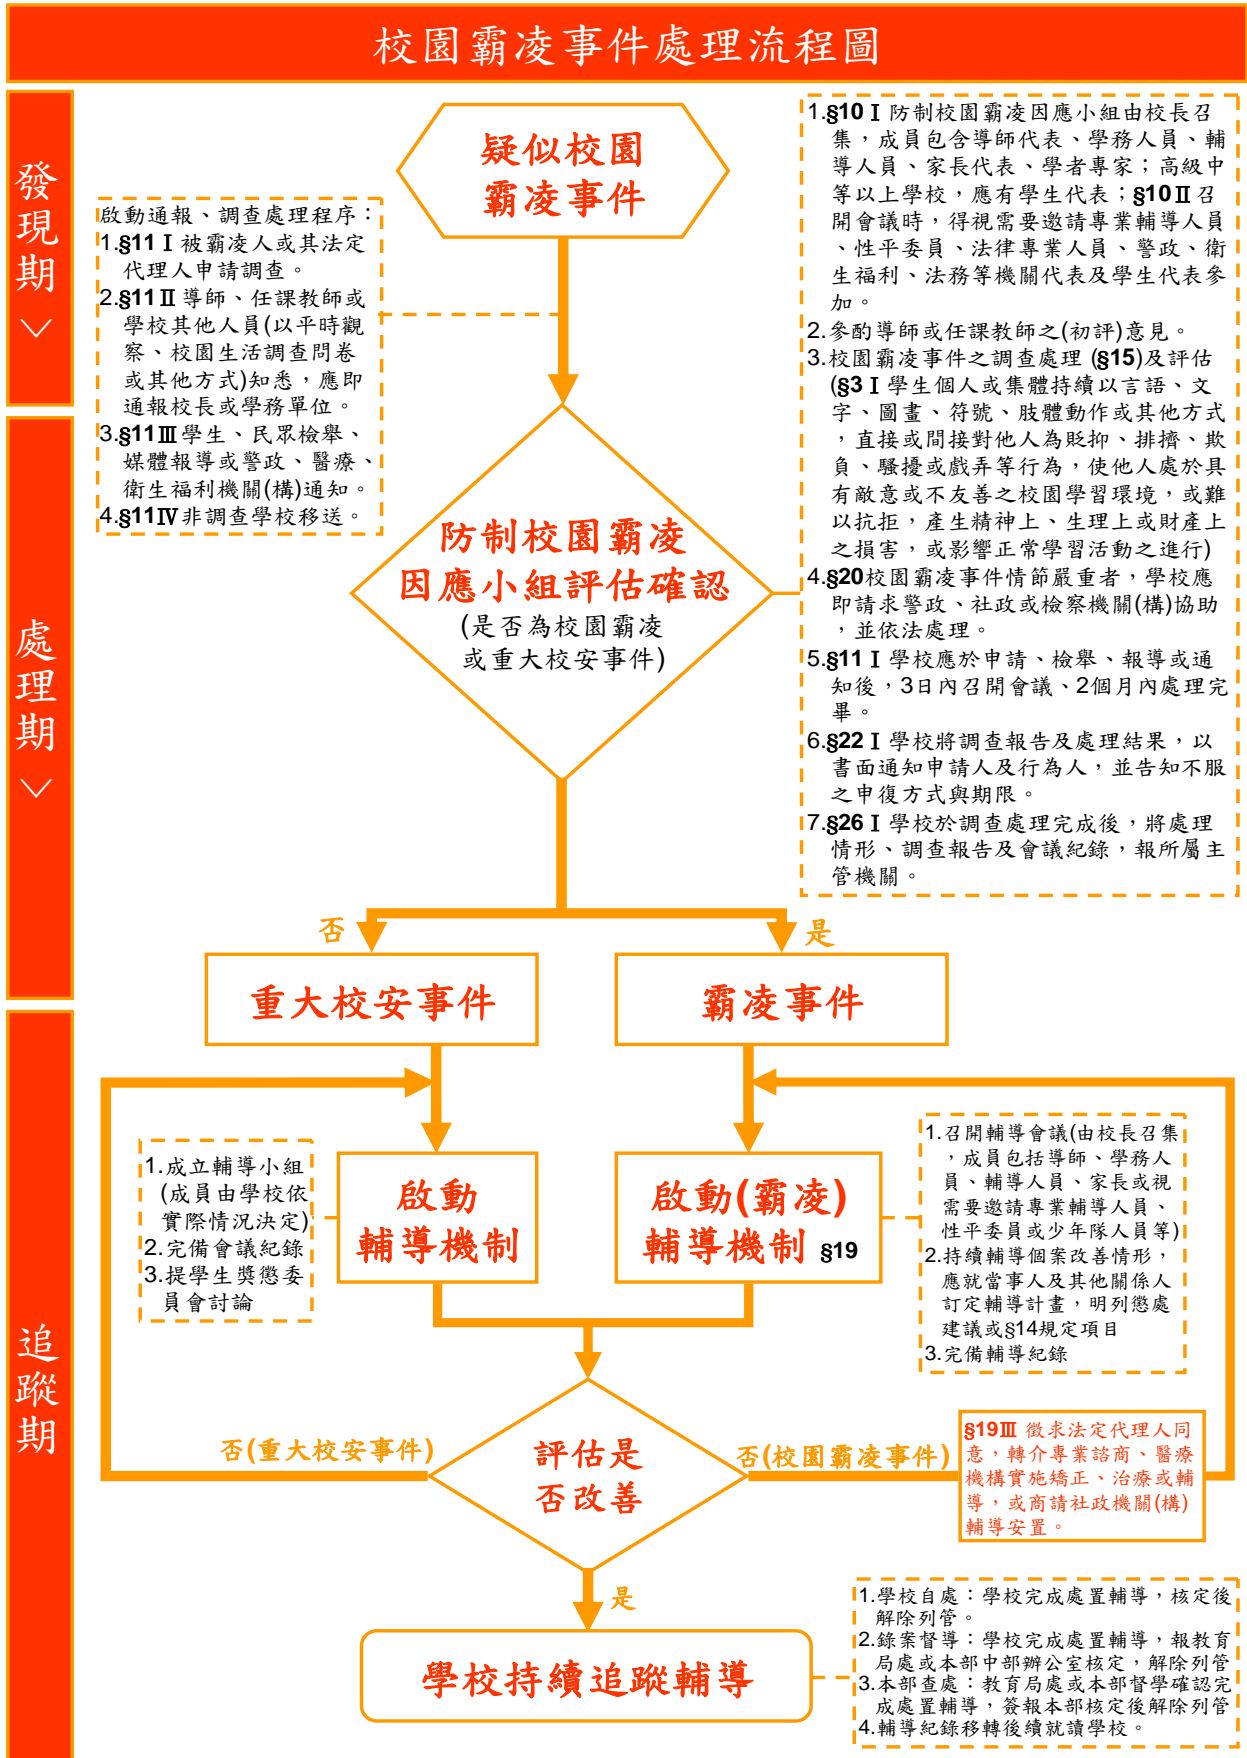 校園霸凌事件處理流程圖
發現期
疑似校園
霸凌事件
啟動通報、調查處理程序：
1.§11Ⅰ被霸凌人或其法定
代理人申請調查。
2.§11Ⅱ導師、任課教師或
學校其他人員(以平時觀
察、校園生活調查問卷
或其他方式)知悉，應即
通報校長或學務單位。
3.§11Ⅲ學生、民眾檢舉、
媒體報導或警政、醫療、
衛生福利機關(構)通知。
4.§11Ⅳ非調查學校移送。
1.§10Ⅰ防制校園霸凌因應小組由校長召
集，成員包含導師代表、學務人員、輔
導人員、家長代表、學者專家；高級中
等以上學校，應有學生代表；§10Ⅱ召
開會議時，得視需要邀請專業輔導人員
、性平委員、法律專業人員、警政、衛
生福利、法務等機關代表及學生代表參
加。
2.參酌導師或任課教師之(初評)意見。
3.校園霸凌事件之調查處理 (§15)及評估
(§3Ⅰ學生個人或集體持續以言語、文
字、圖畫、符號、肢體動作或其他方式
，直接或間接對他人為貶抑、排擠、欺
負、騷擾或戲弄等行為，使他人處於具
有敵意或不友善之校園學習環境，或難
以抗拒，產生精神上、生理上或財產上
之損害，或影響正常學習活動之進行)
4.§20校園霸凌事件情節嚴重者，學校應
即請求警政、社政或檢察機關(構)協助
，並依法處理。
5.§11Ⅰ學校應於申請、檢舉、報導或通
知後，3日內召開會議、2個月內處理完
畢。
6.§22Ⅰ學校將調查報告及處理結果，以
書面通知申請人及行為人，並告知不服
之申復方式與期限。
7.§26Ⅰ學校於調查處理完成後，將處理
情形、調查報告及會議紀錄，報所屬主
管機關。
處理期
防制校園霸凌
因應小組評估確認
(是否為校園霸凌
或重大校安事件)
否
是
重大校安事件
霸凌事件
追蹤期
1.成立輔導小組
(成員由學校依
實際情況決定)
2.完備會議紀錄
3.提學生獎懲委
員會討論
啟動
輔導機制
啟動(霸凌)
輔導機制 §19
1.召開輔導會議(由校長召集
，成員包括導師、學務人
員、輔導人員、家長或視
需要邀請專業輔導人員、
性平委員或少年隊人員等)
2.持續輔導個案改善情形，
應就當事人及其他關係人
訂定輔導計畫，明列懲處
建議或§14規定項目
3.完備輔導紀錄
否(重大校安事件)
評估是
否改善
否(校園霸凌事件)
§19Ⅲ 徵求法定代理人同
意，轉介專業諮商、醫療
機構實施矯正、治療或輔
導，或商請社政機關(構)
輔導安置。
是
學校持續追蹤輔導
1.學校自處：學校完成處置輔導，核定後
解除列管。
2.錄案督導：學校完成處置輔導，報教育
局處或本部中部辦公室核定，解除列管
3.本部查處：教育局處或本部督學確認完
成處置輔導，簽報本部核定後解除列管
4.輔導紀錄移轉後續就讀學校。